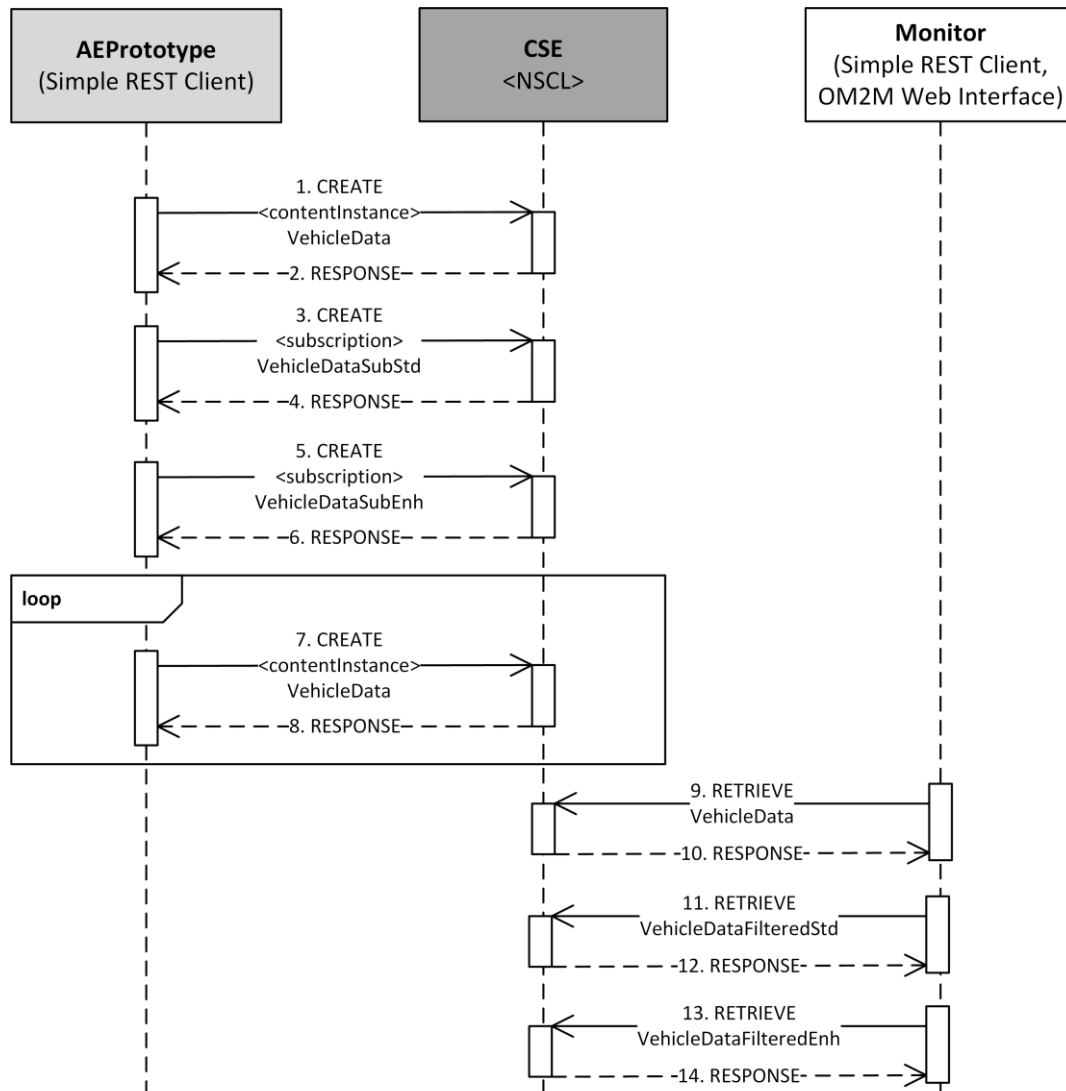 AEPrototype
(Simple REST Client)
CSE
<NSCL>
Monitor
(Simple REST Client,
OM2M Web Interface)
1. CREATE
<contentInstance>
VehicleData
2. RESPONSE
3. CREATE
<subscription>
VehicleDataSubStd
4. RESPONSE
5. CREATE
<subscription>
VehicleDataSubEnh
6. RESPONSE
loop
7. CREATE
<contentInstance>
VehicleData
8. RESPONSE
9. RETRIEVE
VehicleData
10. RESPONSE
11. RETRIEVE
VehicleDataFilteredStd
12. RESPONSE
13. RETRIEVE
VehicleDataFilteredEnh
14. RESPONSE